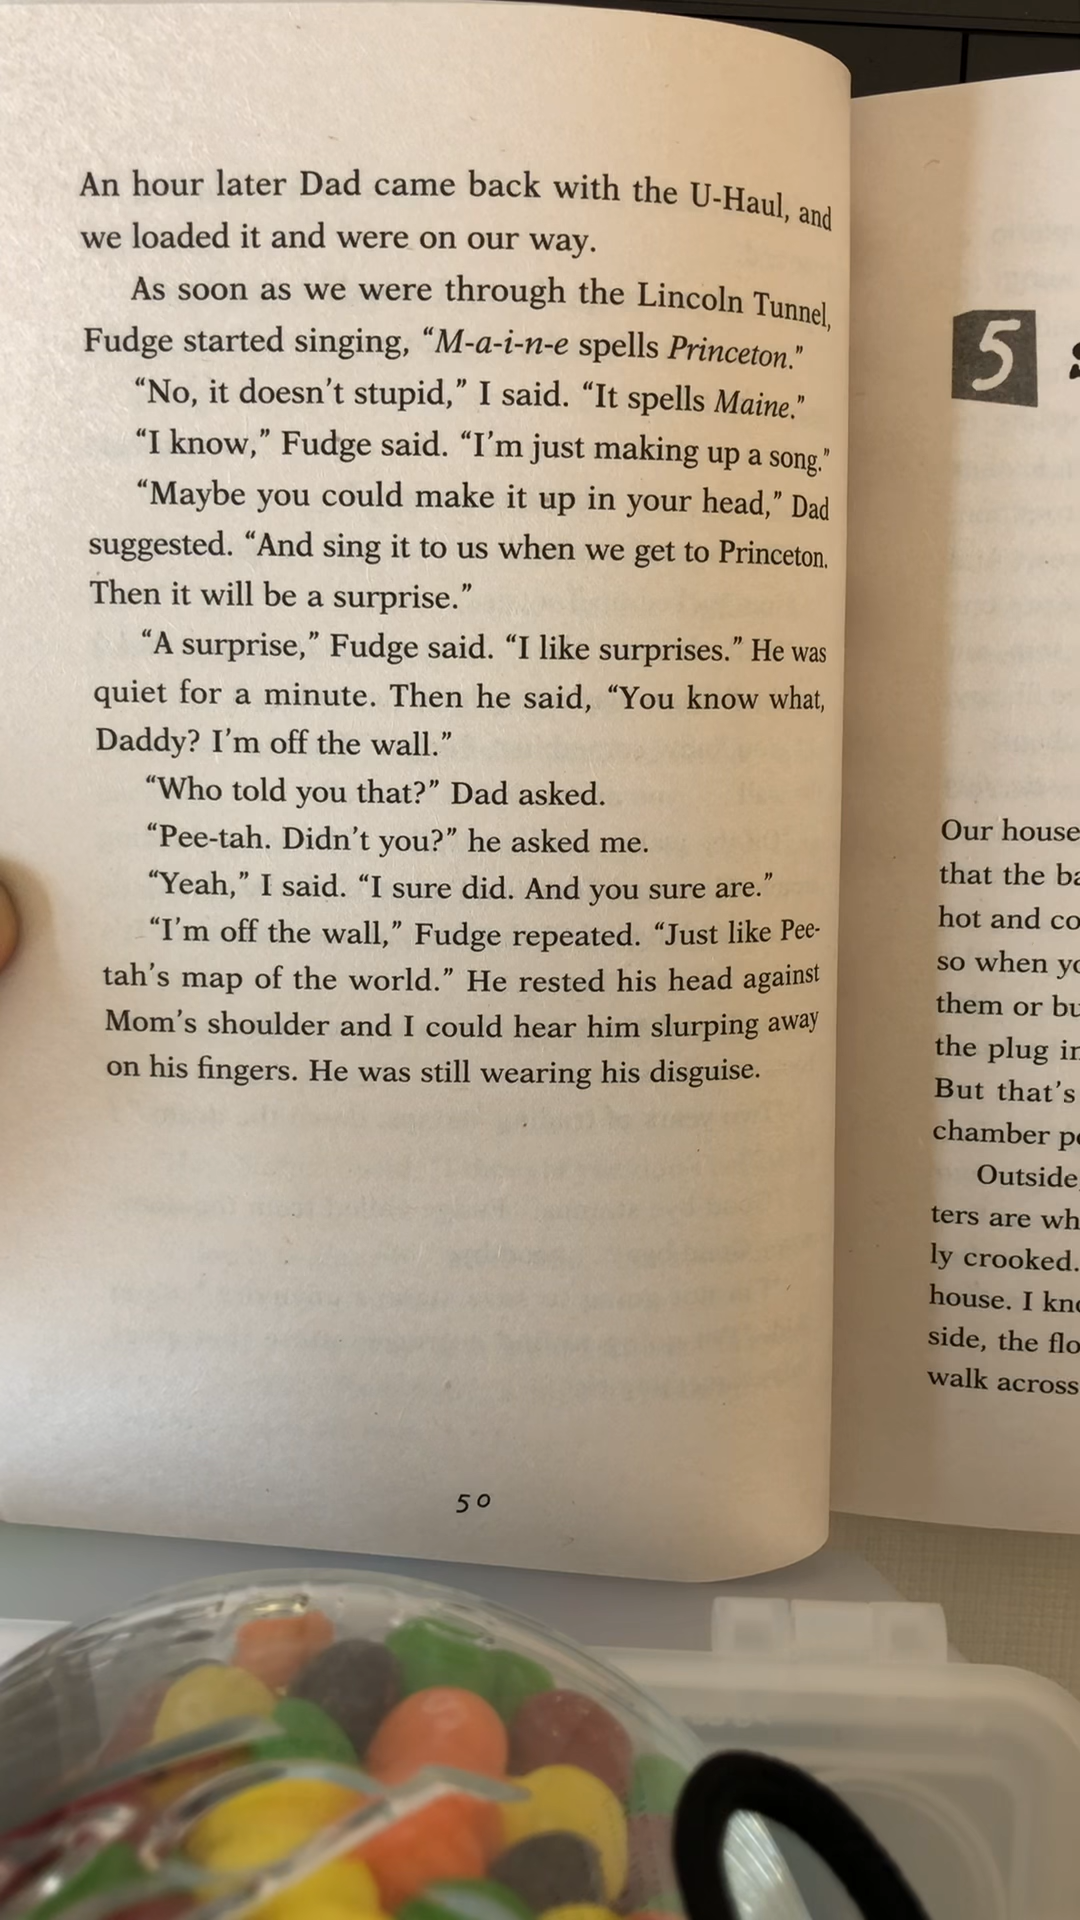 An hour later Dad came back with the U-Haul, and
we loaded it and were on our way.
As soon as we were through the Lincoln Tunnel,
Fudge started singing, “M-a-i-n-e spells Princeton.”
“No, it doesn’t stupid,” I said. “It spells Maine.”
“I know,” Fudge said. “I’m just making up a song.”
“Maybe you could make it up in your head,” Dad
suggested. “And sing it to us when we get to Princeton.
Then it will be a surprise.”
“A surprise,” Fudge said. “I like surprises.” He was
quiet for a minute. Then he said, “You know what,
Daddy? I’m off the wall.”
“Who told you that?” Dad asked.
“Pee-tah. Didn’t you?” he asked me.
“Yeah,” I said. “I sure did. And you sure are.”
“I’m off the wall,” Fudge repeated. “Just like Pee-
tah’s map of the world.” He rested his head against
Mom’s shoulder and I could hear him slurping away
on his fingers. He was still wearing his disguise.
50
5
Our house
that the
hot and
so when
them or
the plug
But that’s
chamber
Outside,
ters are
ly crooked.
house. I
side, the
walk across